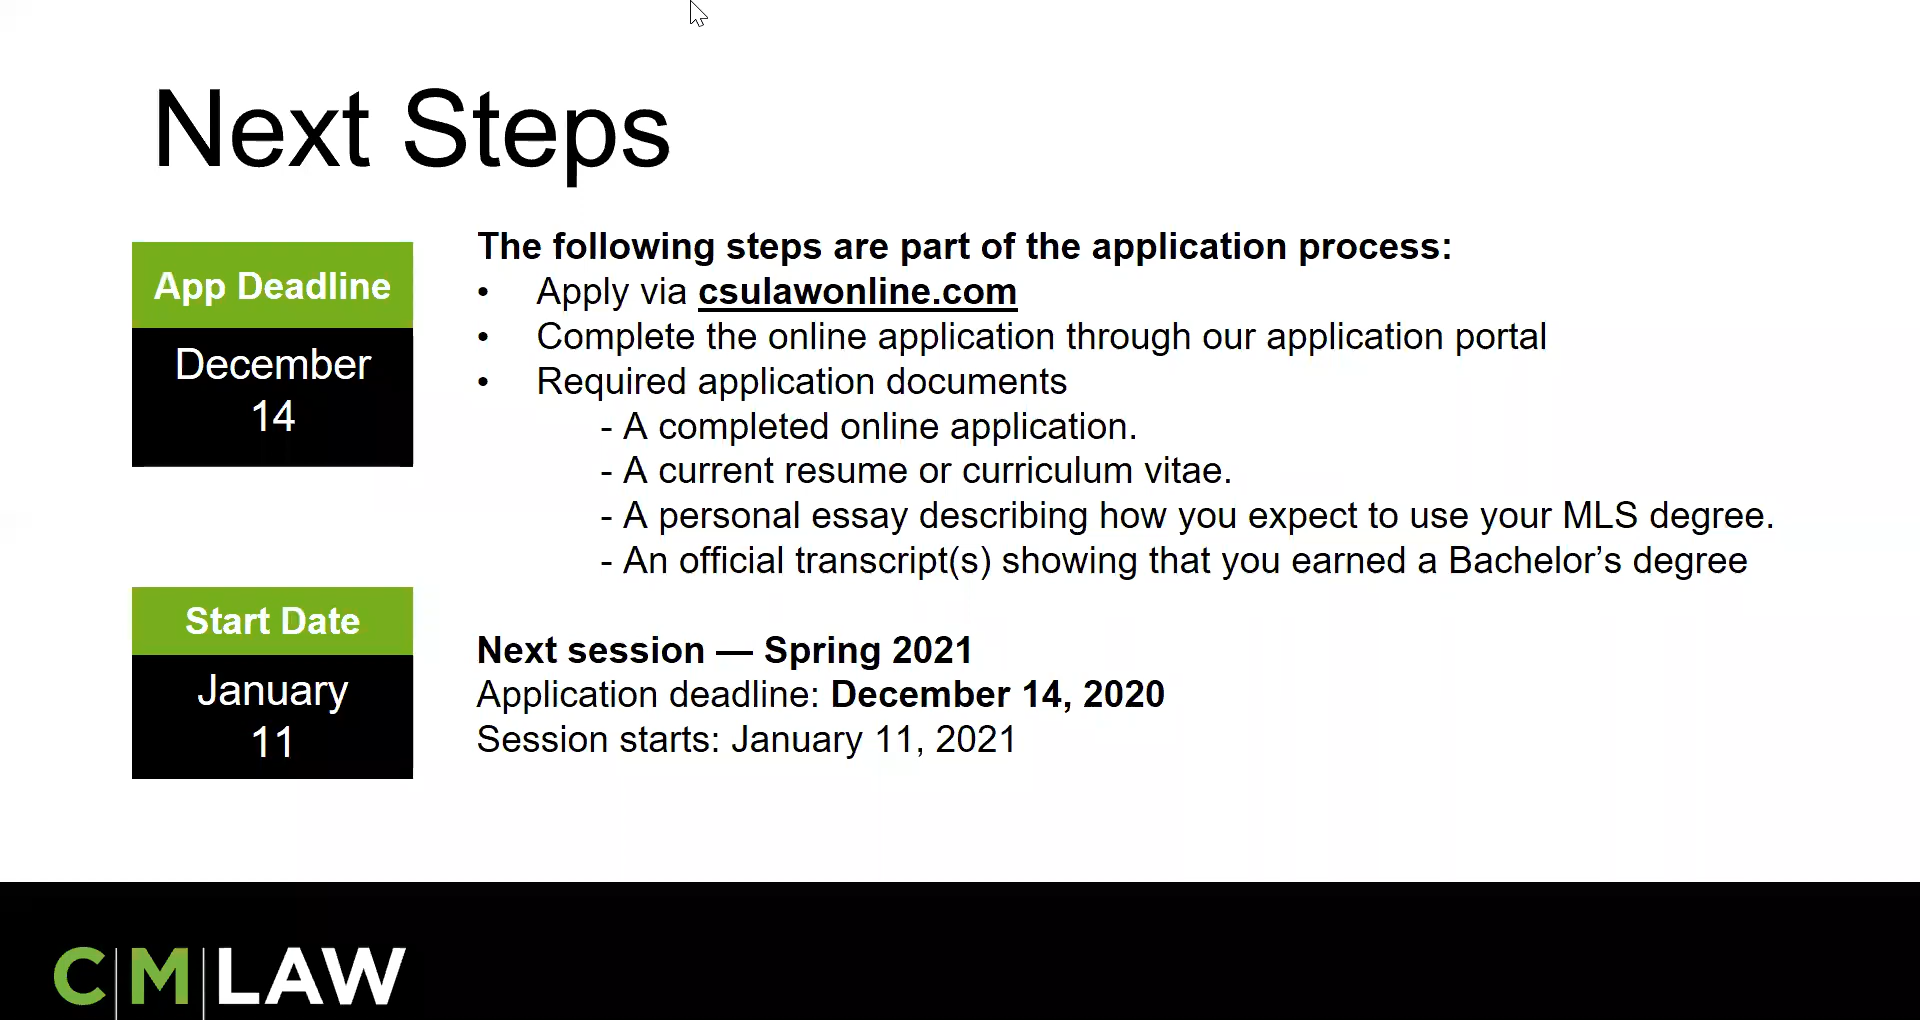 Next Steps
App Deadline
December
14
The following steps are part of the application process:
• Apply via csulawonline.com
• Complete the online application through our application portal
• Required application documents
- A completed online application.
- A current resume or curriculum vitae.
- A personal essay describing how you expect to use your MLS degree.
- An official transcript(s) showing that you earned a Bachelor’s degree
Start Date
January
11
Next session — Spring 2021
Application deadline: December 14, 2020
Session starts: January 11, 2021
C|M|LAW